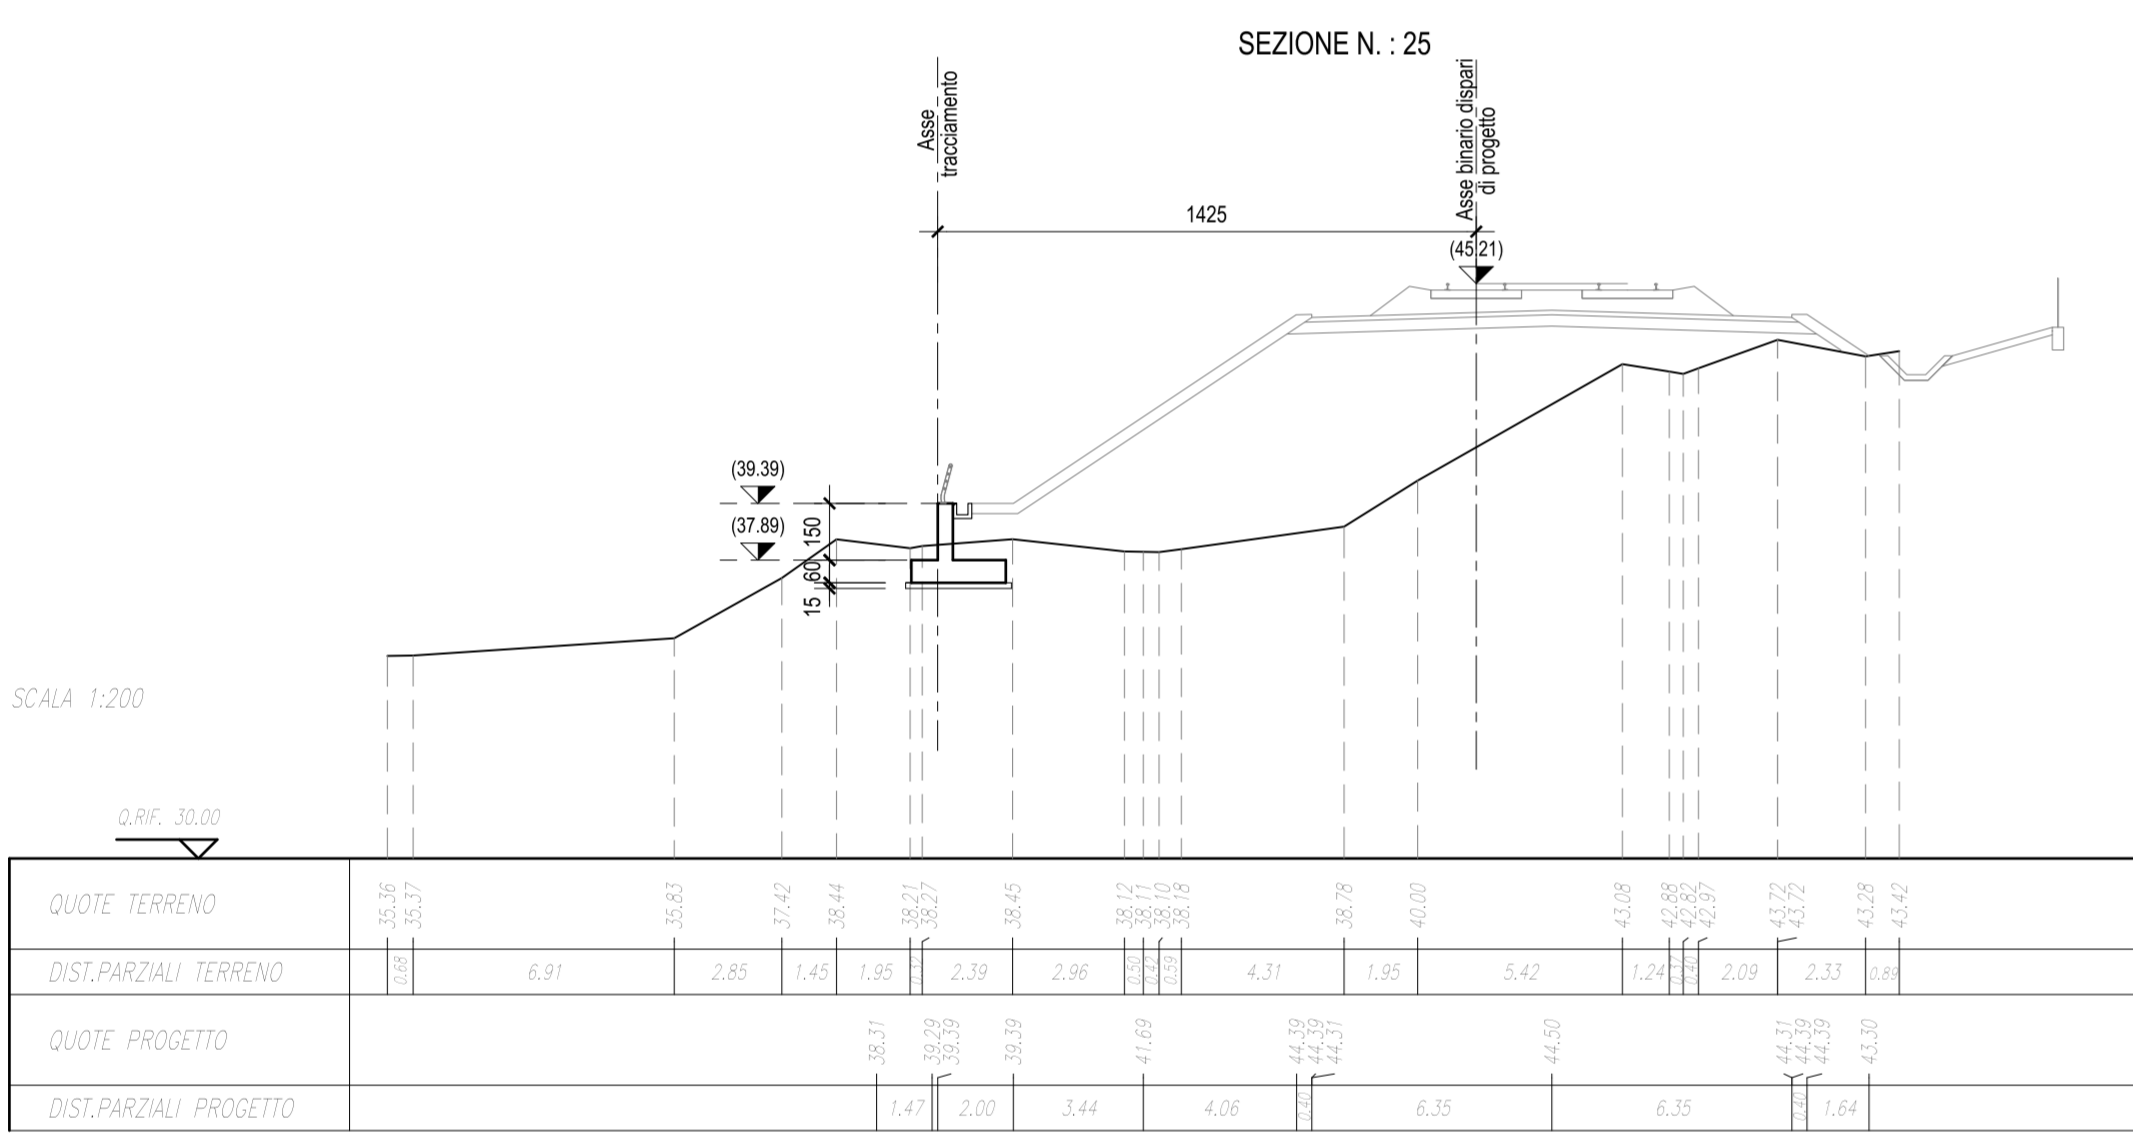 SEZIONE N. : 25
Asse
tracciamento
Asse binario dispari
di progetto
1425
(45.21)
(39.39)
(37.89)
150
60
15
SCALA 1:200
Q.RIF. 30.00
QUOTE TERRENO
35.36 35.37 35.83 37.42 38.44 38.21 38.27 38.45 38.12 38.11 38.10 38.18 38.78 40.00 43.08 42.88 42.82 42.97 43.72 43.72 43.28 43.42
DIST.PARZIALI TERRENO
0.68 6.91 2.85 1.45 1.95 0.32 2.39 2.96 0.50 0.42 0.59 4.31 1.95 5.42 1.24 0.37 0.40 2.09 2.33 0.89
QUOTE PROGETTO
38.31 39.29 39.39 39.39 41.69 44.39 44.39 44.31 44.50 44.31 44.39 44.39 43.30
DIST.PARZIALI PROGETTO
1.47 2.00 3.44 4.06 0.40 6.35 6.35 0.40 1.64